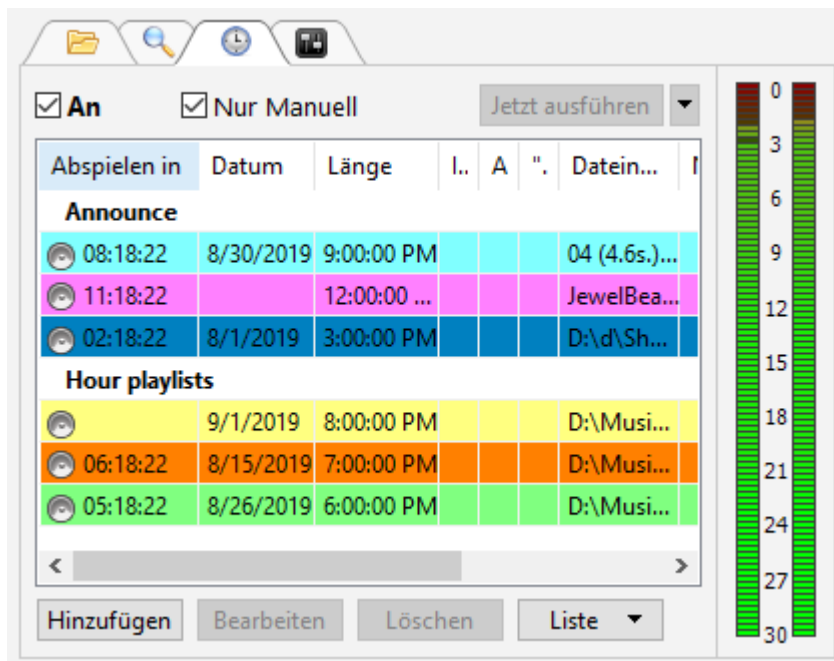 An Nur Manuell Jetzt ausführen
Abspielen in Datum Länge I.. A ". Datein...
Announce
08:18:22 8/30/2019 9:00:00 PM 04 (4.6s.)...
11:18:22 12:00:00 ... JewelBea...
02:18:22 8/1/2019 3:00:00 PM D:\d\Sh...
Hour playlists
9/1/2019 8:00:00 PM D:\Musi...
06:18:22 8/15/2019 7:00:00 PM D:\Musi...
05:18:22 8/26/2019 6:00:00 PM D:\Musi...
Hinzufügen Bearbeiten Löschen Liste
0
3
6
9
12
15
18
21
24
27
30